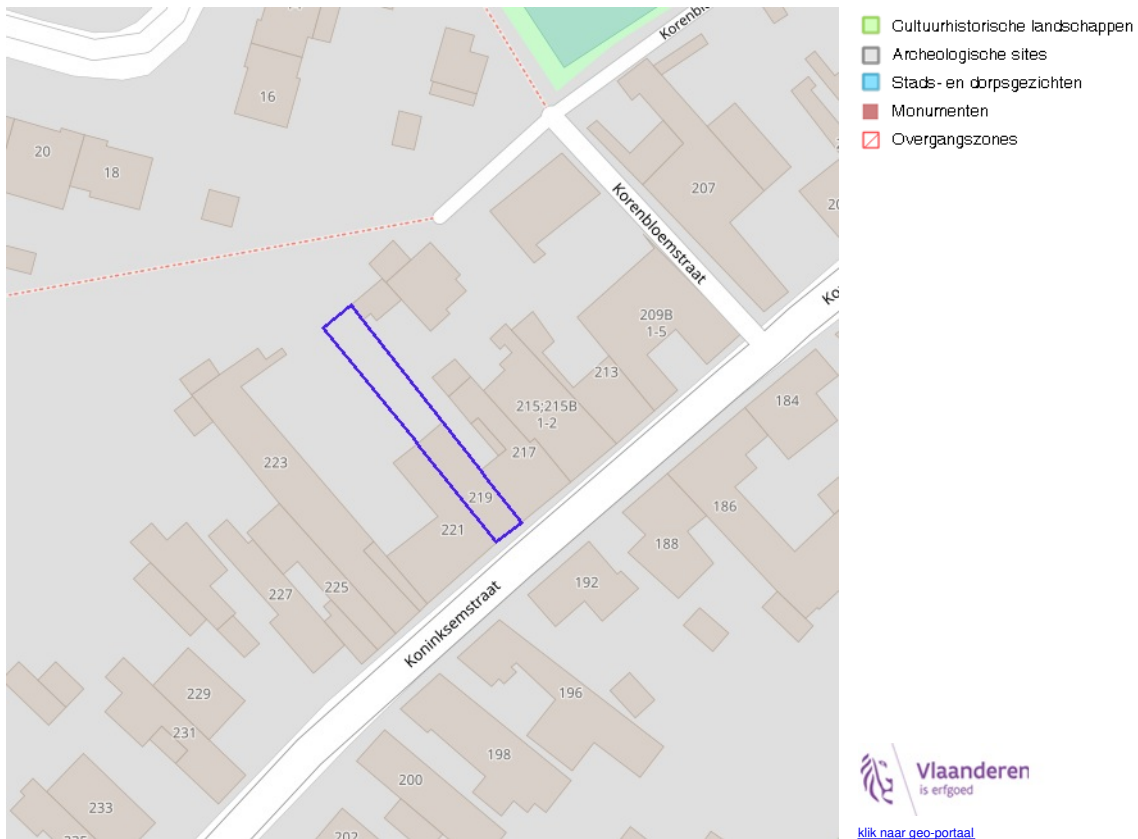 Korenbl
16
20
18
207
Korenbloemstraat
Ko
209B
1-5
213
215;215B
1-2
184
217
223
219
186
221
188
192
225
227
Koninksemstraat
229
196
231
198
200
233
202
Cultuurhistorische landschappen
Archeologische sites
Stads- en dorpsgezichten
Monumenten
Overgangszones
Vlaanderen
is erfgoed
klik naar geo-portaal